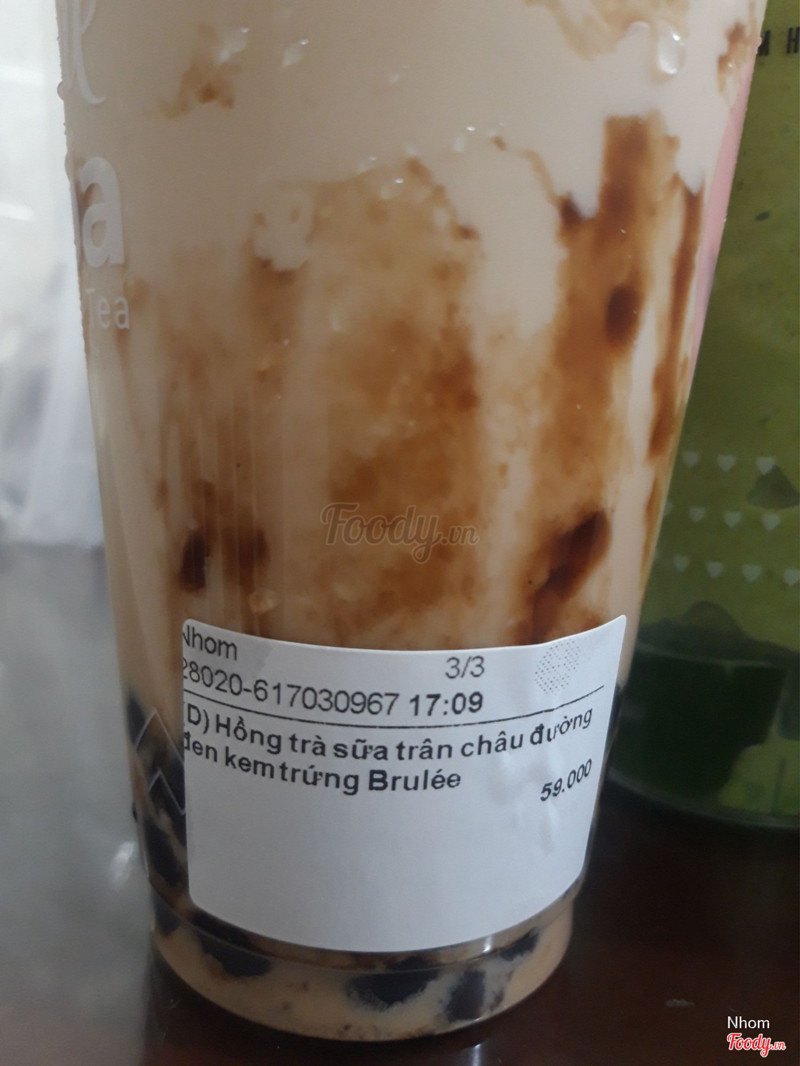 a
Tea
Foody.vn
Nhom
3/3
28020-617030967 17:09
D) Hồng trà sữa trân châu đường
đen kem trứng Brulée
59.000
Nhom
Foody.vn